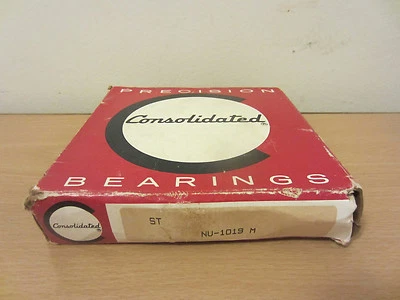 PRECISION
Consolidated
BEARINGS
Consolidated
ST
NU-1019 M